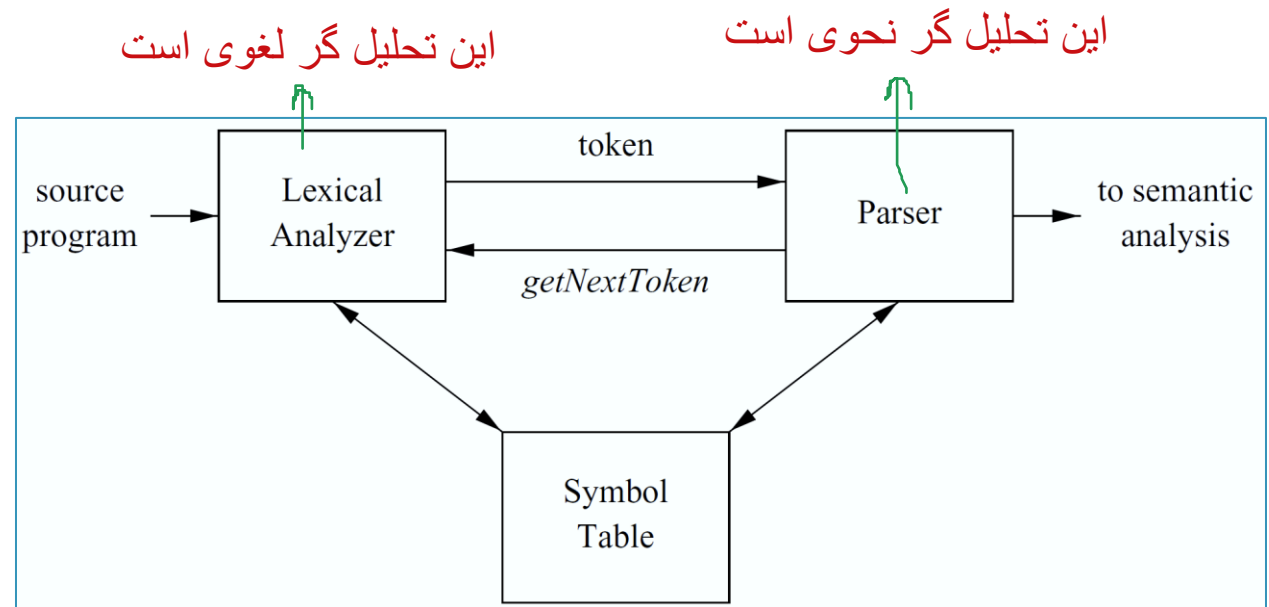 این تحلیل گر لغوی است
این تحلیل گر نحوی است
source
program
Lexical
Analyzer
token
getNextToken
Parser
to semantic
analysis
Symbol
Table